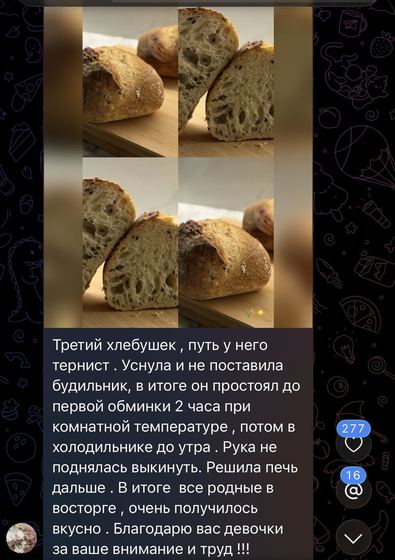 Третий хлебушек , путь у него
тернист . Уснула и не поставила
будильник, в итоге он простоял до
первой обминки 2 часа при
комнатной температуре , потом в
холодильнике до утра . Рука не
поднялась выкинуть. Решила печь
дальше . В итоге все родные в
восторге , очень получилось
вкусно . Благодарю вас девочки
за ваше внимание и труд !!!
277
16
@